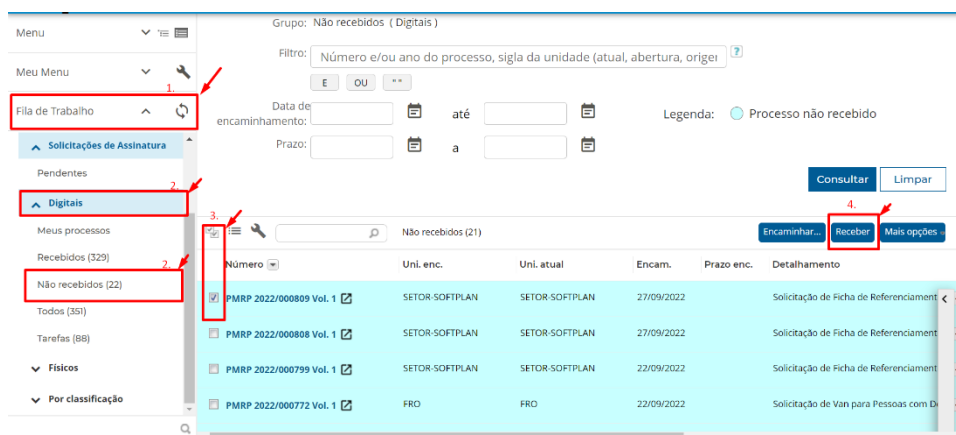 Menu
Meu Menu
1.
Fila de Trabalho
Solicitações de Assinatura
Pendentes
2.
Digitais
Meus processos
Recebidos (329)
2.
Não recebidos (22)
Todos (351)
Tarefas (88)
Físicos
Por classificação
Grupo: Não recebidos ( Digitais )
Filtro: Número e/ou ano do processo, sigla da unidade (atual, abertura, orige ?
E OU " "
Data de
encaminhamento: até
Legenda: Processo não recebido
Prazo: a
Consultar Limpar
3. 4.
Não recebidos (21) Encaminhar... Receber Mais opções
Número Uni. enc. Uni. atual Encam. Prazo enc. Detalhamento
PMRP 2022/000809 Vol. 1 SETOR-SOFTPLAN SETOR-SOFTPLAN 27/09/2022 Solicitação de Ficha de Referenciament
PMRP 2022/000808 Vol. 1 SETOR-SOFTPLAN SETOR-SOFTPLAN 27/09/2022 Solicitação de Ficha de Referenciament
PMRP 2022/000799 Vol. 1 SETOR-SOFTPLAN SETOR-SOFTPLAN 22/09/2022 Solicitação de Ficha de Referenciament
PMRP 2022/000772 Vol. 1 FRO FRO 22/09/2022 Solicitação de Van para Pessoas com D